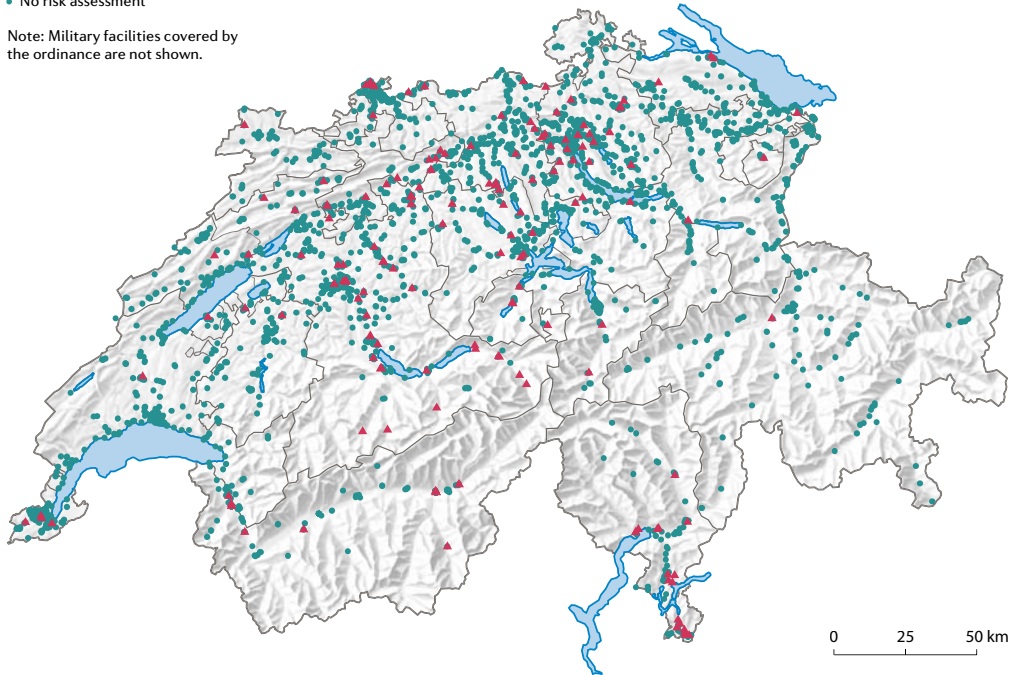 No risk assessment
Note: Military facilities covered by
the ordinance are not shown.
0 25 50 km